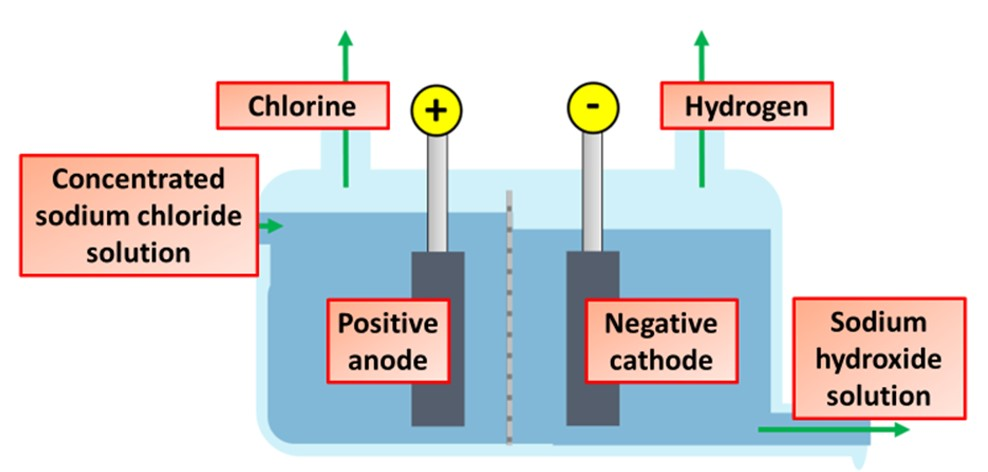 Chlorine
+
-
Hydrogen
Concentrated
sodium chloride
solution
Positive
anode
Negative
cathode
Sodium
hydroxide
solution